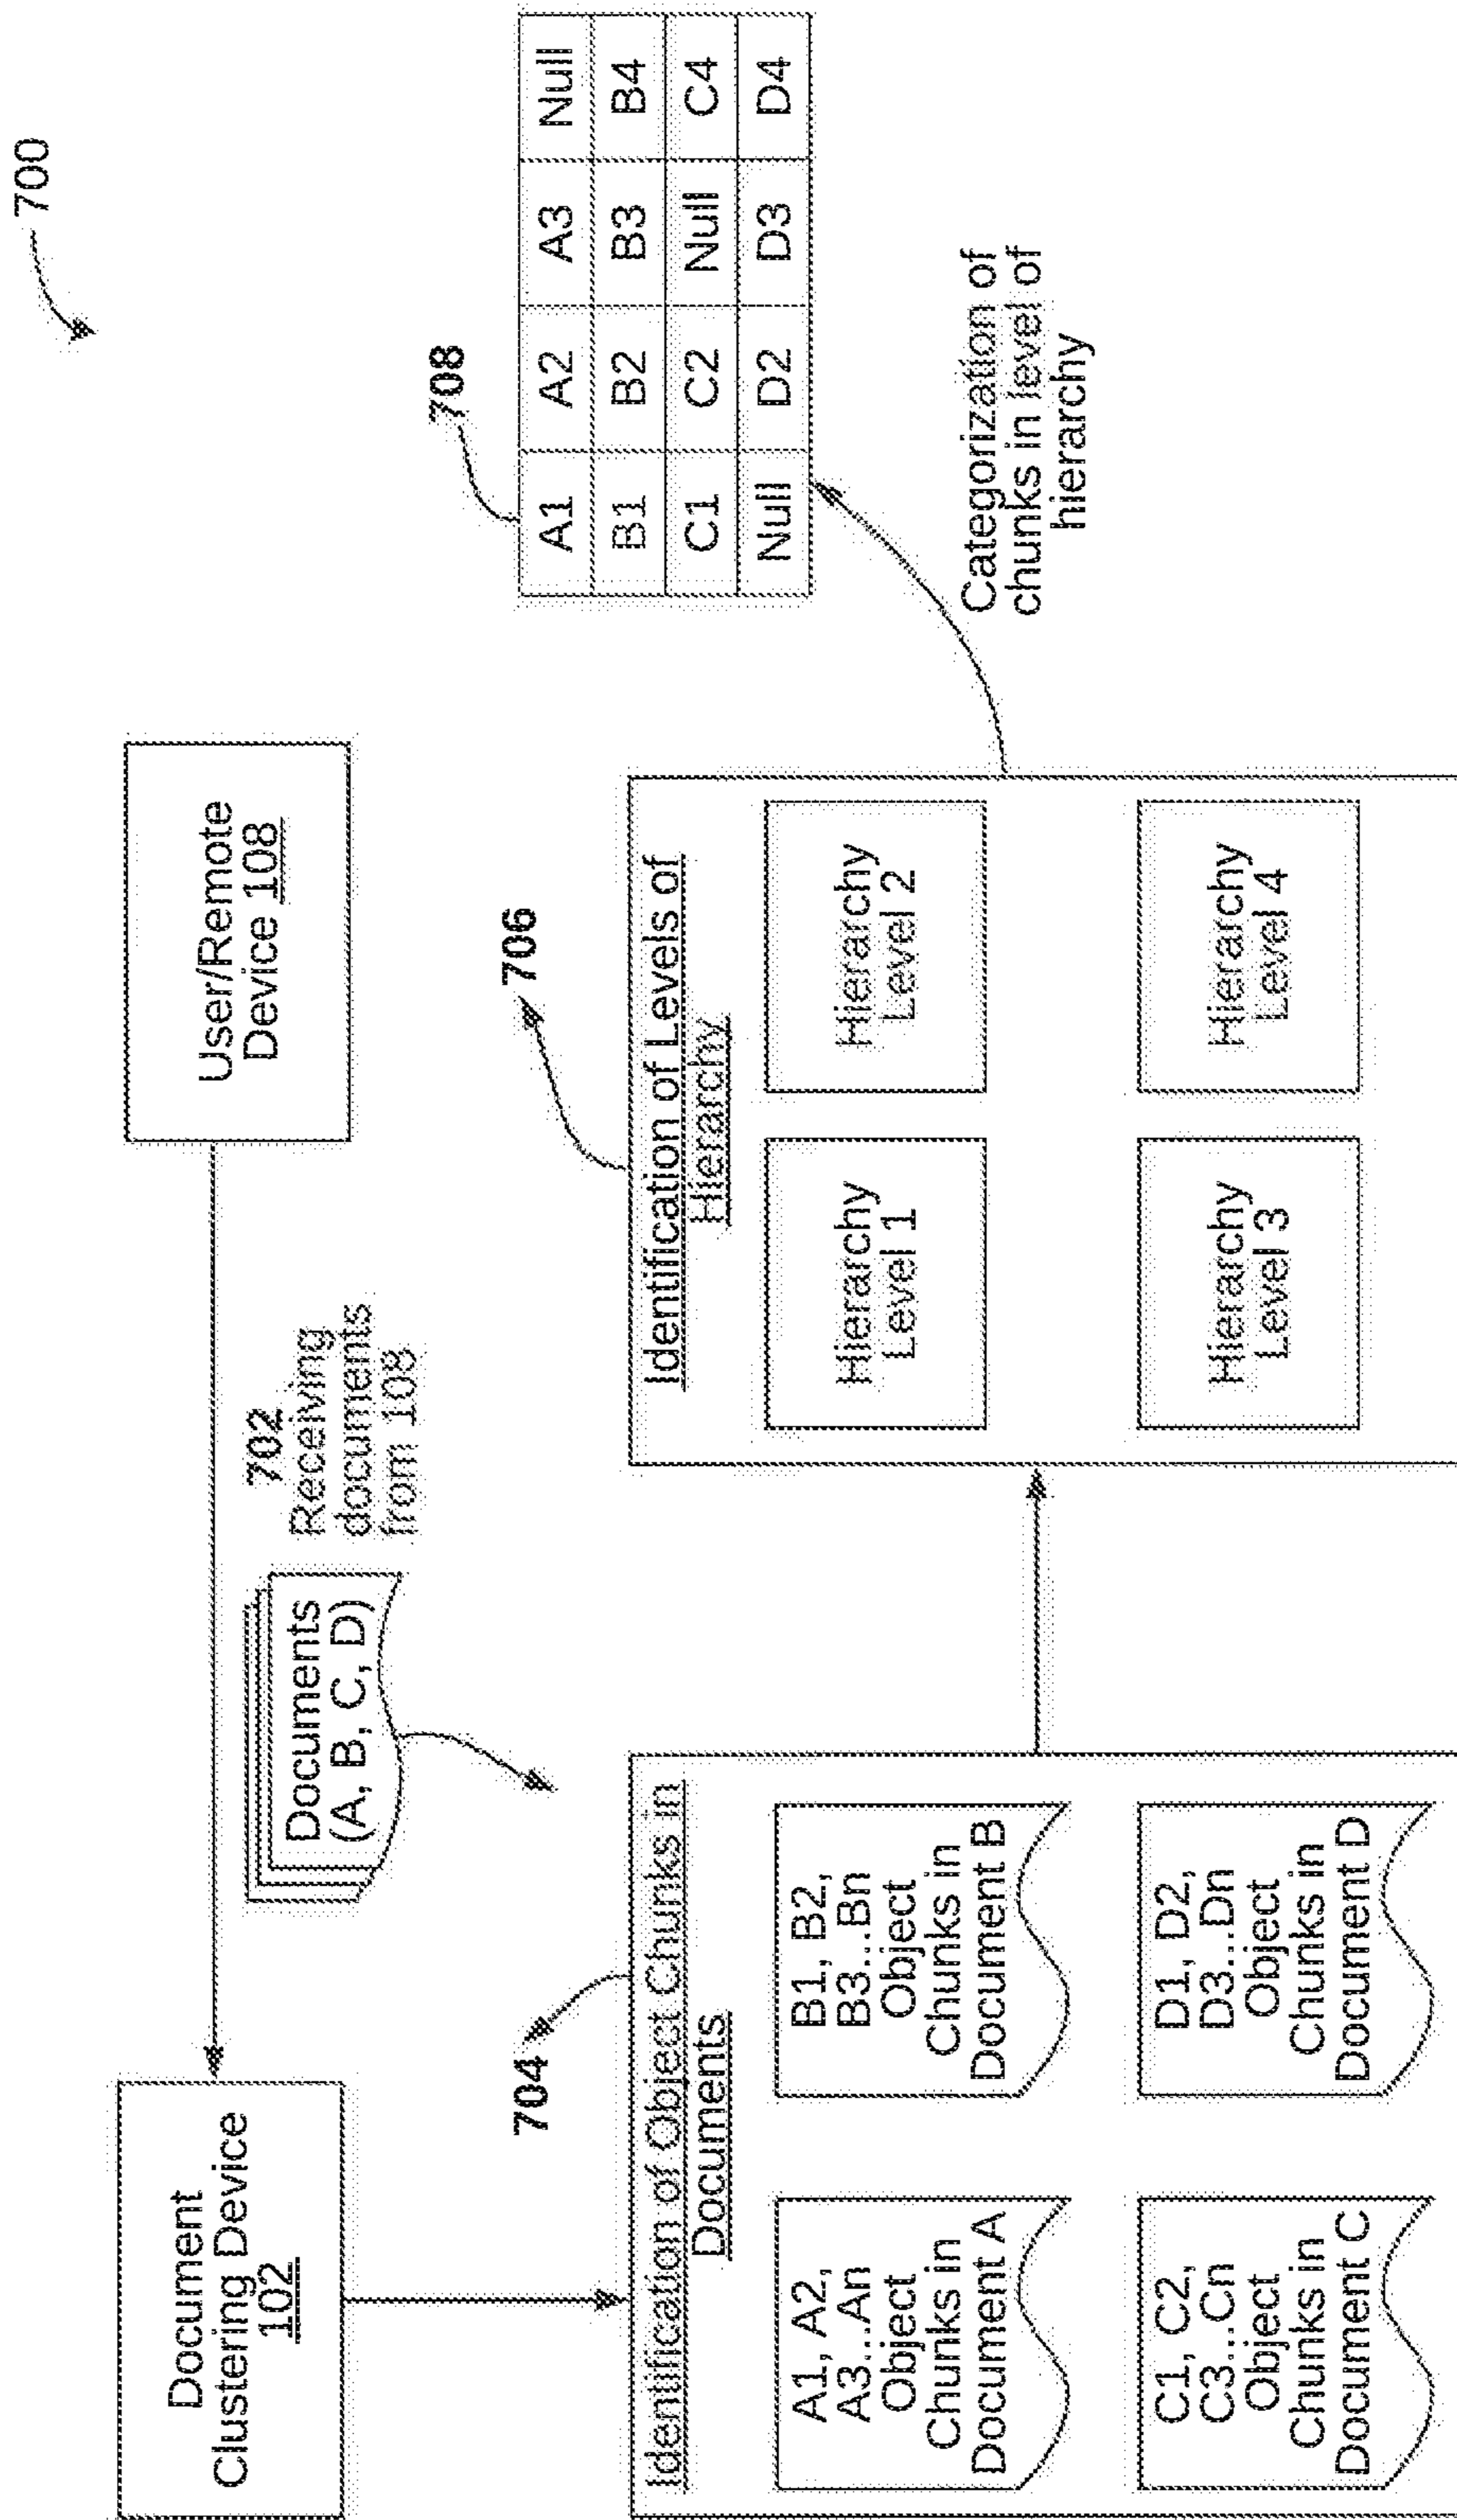 700
Document
Clustering Device
102
User/Remote
Device 108
702
Receiving
documents
from 108
Documents
(A, B, C, D)
704
Identification of Object Chunks in
Documents
A1, A2,
A3...An
Object
Chunks in
Document A
B1, B2,
B3...Bn
Object
Chunks in
Document B
C1, C2,
C3...Cn
Object
Chunks in
Document C
D1, D2,
D3...Dn
Object
Chunks in
Document D
706
Identification of Levels of
Hierarchy
Hierarchy
Level 1
Hierarchy
Level 2
Hierarchy
Level 3
Hierarchy
Level 4
708
A1 A2 A3 Null
B1 B2 B3 B4
C1 C2 Null C4
Null D2 D3 D4
Categorization of
chunks in level of
hierarchy